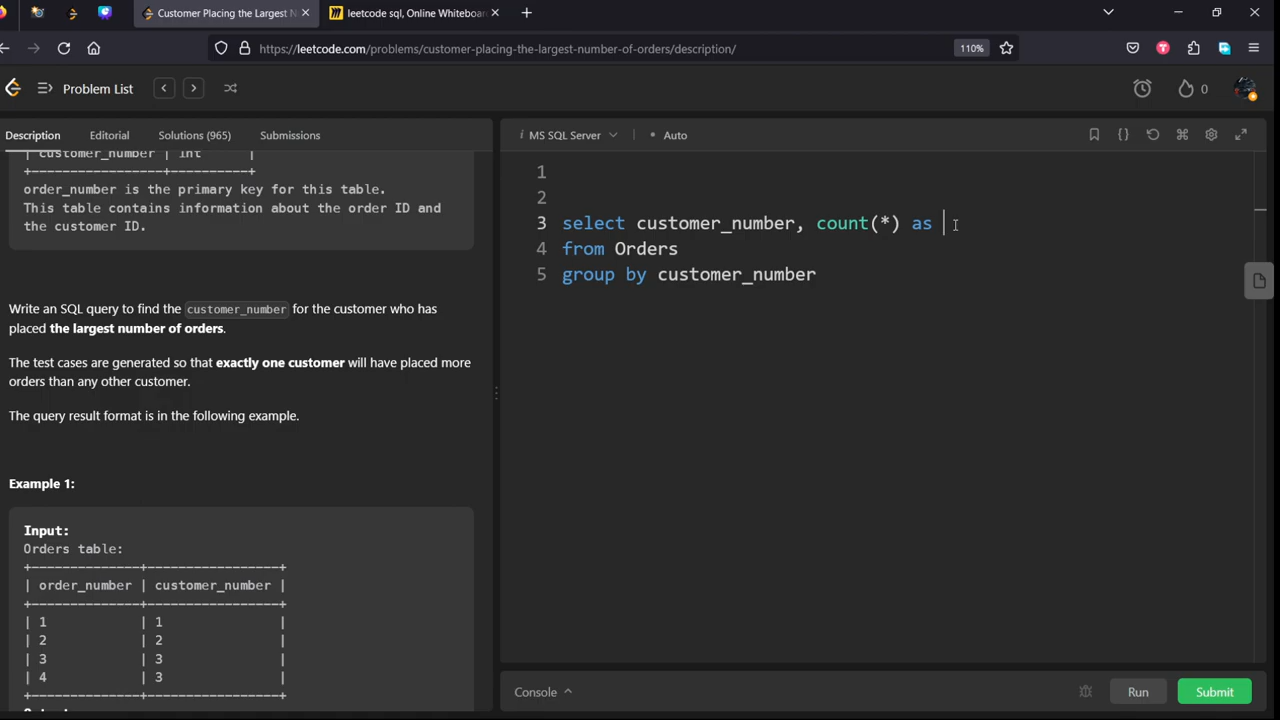 Customer Placing the Largest N
leetcode sql, Online Whiteboard
https://leetcode.com/problems/customer-placing-the-largest-number-of-orders/description/
110%
Problem List
0
Description
Editorial
Solutions (965)
Submissions
| customer_number | int |
+-----------------+----------+
order_number is the primary key for this table.
This table contains information about the order ID and
the customer ID.
Write an SQL query to find the customer_number for the customer who has
placed the largest number of orders.
The test cases are generated so that exactly one customer will have placed more
orders than any other customer.
The query result format is in the following example.
Example 1:
Input:
Orders table:
+--------------+-----------------+
| order_number | customer_number |
+--------------+-----------------+
| 1 | 1 |
| 2 | 2 |
| 3 | 3 |
| 4 | 3 |
+--------------+-----------------+
i MS SQL Server
Auto
1
2
3 select customer_number, count(*) as
4 from Orders
5 group by customer_number
Console
Run
Submit